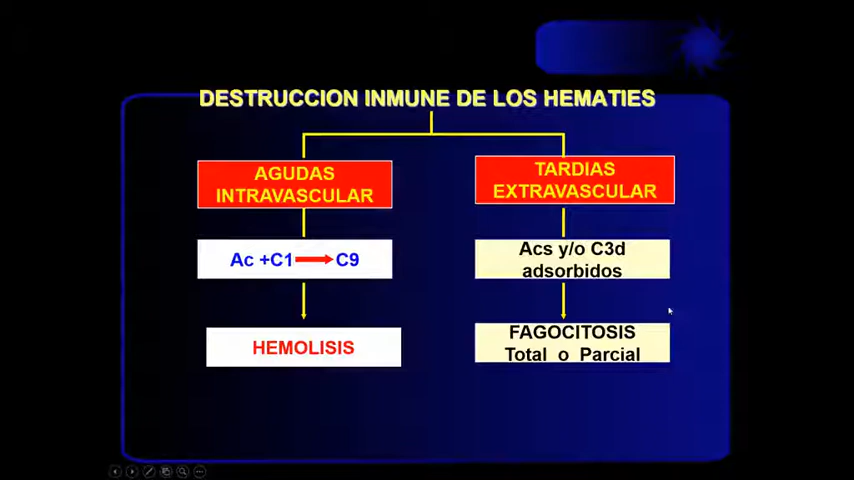 DESTRUCCION INMUNE DE LOS HEMATIES
AGUDAS
INTRAVASCULAR
TARDIAS
EXTRAVASCULAR
Ac +C1 → C9
Acs y/o C3d
adsorbidos
HEMOLISIS
FAGOCITOSIS
Total o Parcial